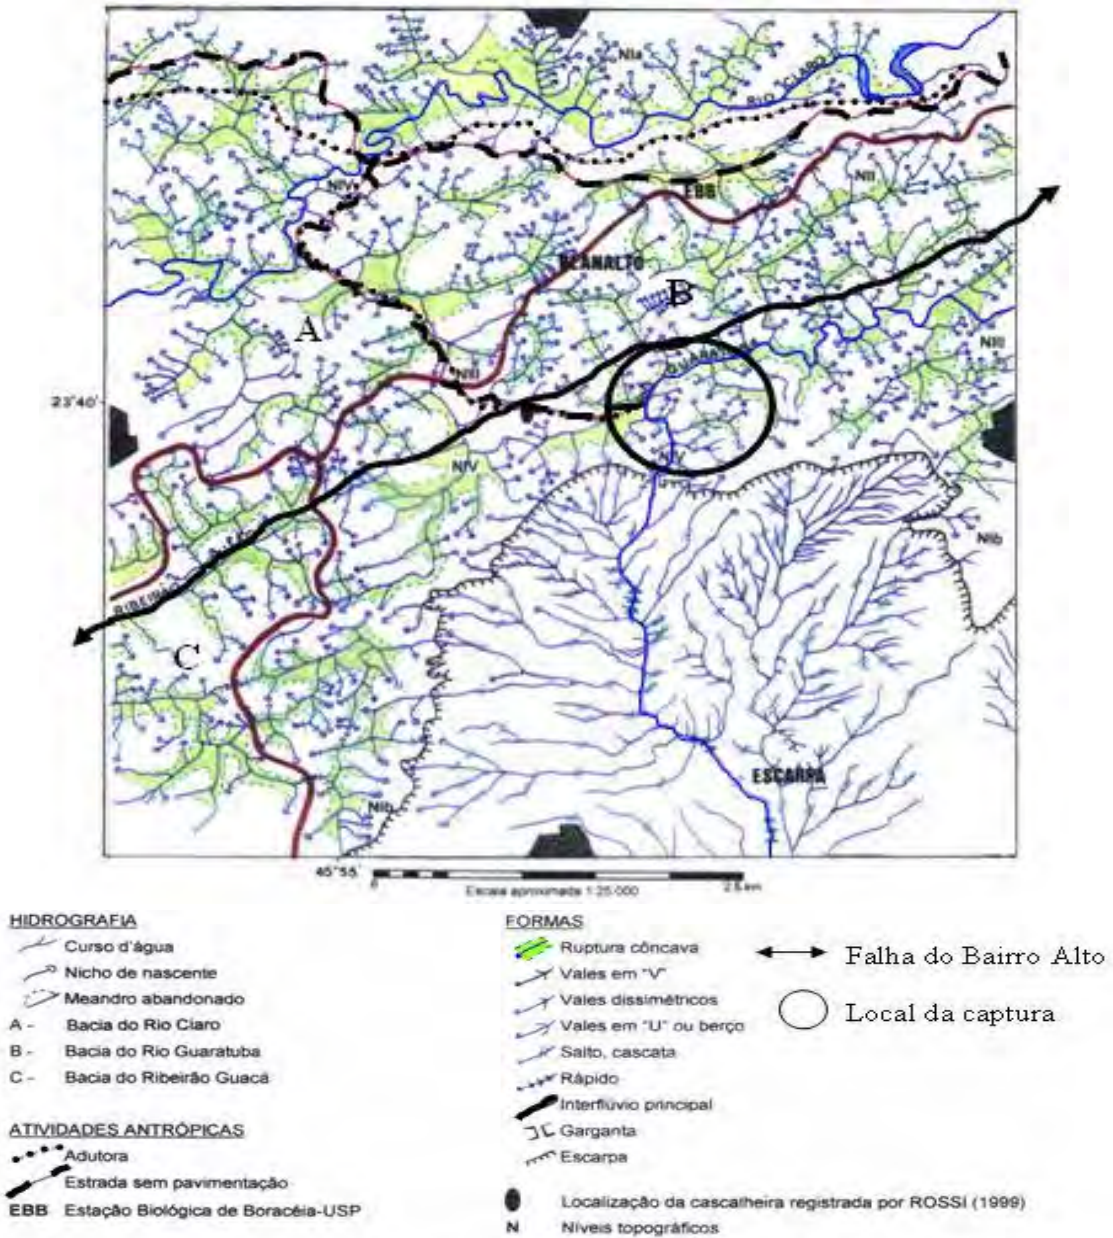 NIa
RIO CLARO
NIV
EBB
NII
PLANALTO
B
A
GUARATUBA
NIII
NIII
23°40'
NIV
NIV
NIb
RIBEIRÃO
C
ESCARPA
NIb
45°55'
0
2.5 km
Escala aproximada 1:25.000
HIDROGRAFIA
Curso d'água
Nicho de nascente
Meandro abandonado
A - Bacia do Rio Claro
B - Bacia do Rio Guaratuba
C - Bacia do Ribeirão Guacá
ATIVIDADES ANTRÓPICAS
Adutora
Estrada sem pavimentação
EBB Estação Biológica de Boracéia-USP
FORMAS
Ruptura côncava
Vales em "V"
Vales dissimétricos
Vales em "U" ou berço
Salto, cascata
Rápido
Interflúvio principal
Garganta
Escarpa
Localização da cascalheira registrada por ROSSI (1999)
N Níveis topográficos
Falha do Bairro Alto
Local da captura